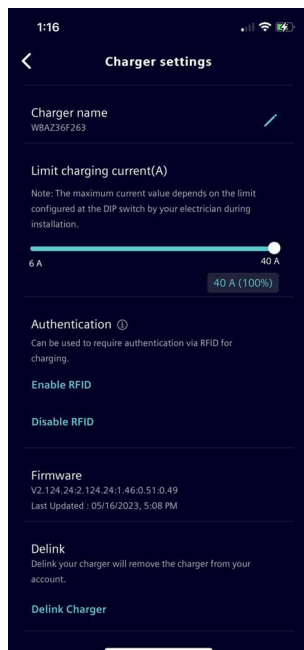 1:16
Charger settings
Charger name
WBAZ36F263
Limit charging current(A)
Note: The maximum current value depends on the limit
configured at the DIP switch by your electrician during
installation.
6 A
40 A
40 A (100%)
Authentication ⓘ
Can be used to require authentication via RFID for
charging.
Enable RFID
Disable RFID
Firmware
V2.124.24:2.124.24:1.46:0.51:0.49
Last Updated : 05/16/2023, 5:08 PM
Delink
Delink your charger will remove the charger from your
account.
Delink Charger